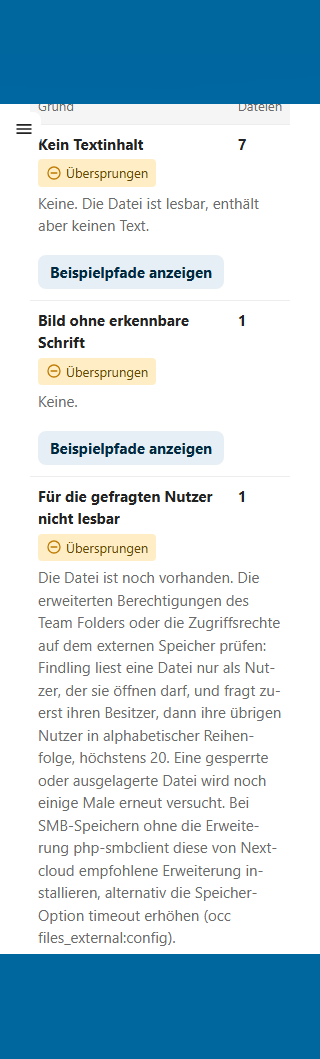 Grund Dateien
Kein Textinhalt 7
Übersprungen
Keine. Die Datei ist lesbar, enthält
aber keinen Text.
Beispielpfade anzeigen
Bild ohne erkennbare 1
Schrift
Übersprungen
Keine.
Beispielpfade anzeigen
Für die gefragten Nutzer 1
nicht lesbar
Übersprungen
Die Datei ist noch vorhanden. Die
erweiterten Berechtigungen des
Team Folders oder die Zugriffsrechte
auf dem externen Speicher prüfen:
Findling liest eine Datei nur als Nut-
zer, der sie öffnen darf, und fragt zu-
erst ihren Besitzer, dann ihre übrigen
Nutzer in alphabetischer Reihen-
folge, höchstens 20. Eine gesperrte
oder ausgelagerte Datei wird noch
einige Male erneut versucht. Bei
SMB-Speichern ohne die Erweite-
rung php-smbclient diese von Next-
cloud empfohlene Erweiterung in-
stallieren, alternativ die Speicher-
Option timeout erhöhen (occ
files_external:config).